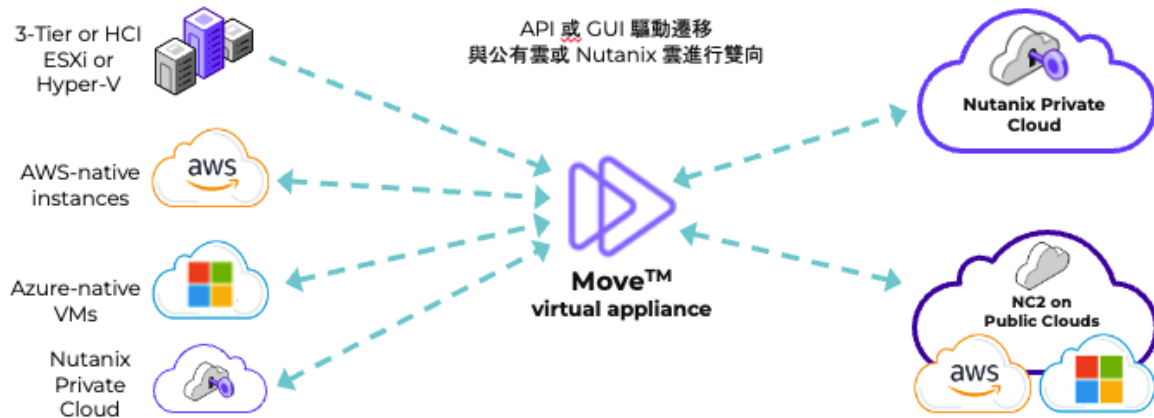 3-Tier or HCI
ESXi or
Hyper-V
API 或 GUI 驅動遷移
與公有雲或 Nutanix 雲進行雙向
Nutanix Private
Cloud
aws
AWS-native
instances
Move™
virtual appliance
Azure-native
VMs
NC2 on
Public Clouds
Nutanix
Private
Cloud
aws